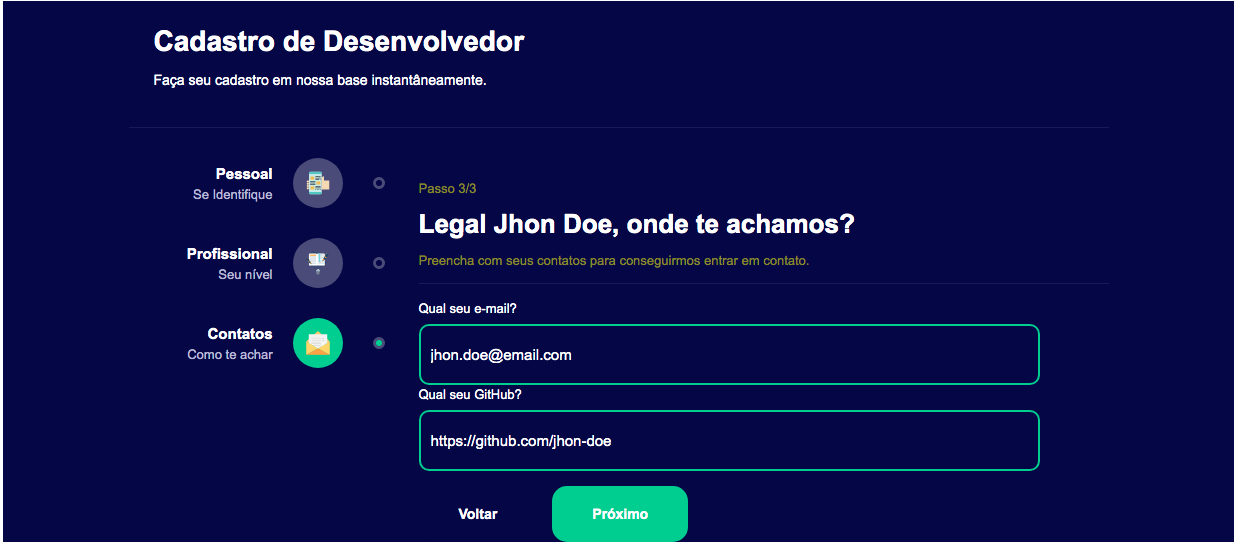 Cadastro de Desenvolvedor
Faça seu cadastro em nossa base instantâneamente.
Pessoal
Se Identifique
Profissional
Seu nível
Contatos
Como te achar
Passo 3/3
Legal Jhon Doe, onde te achamos?
Preencha com seus contatos para conseguirmos entrar em contato.
Qual seu e-mail?
jhon.doe@email.com
Qual seu GitHub?
https://github.com/jhon-doe
Voltar
Próximo